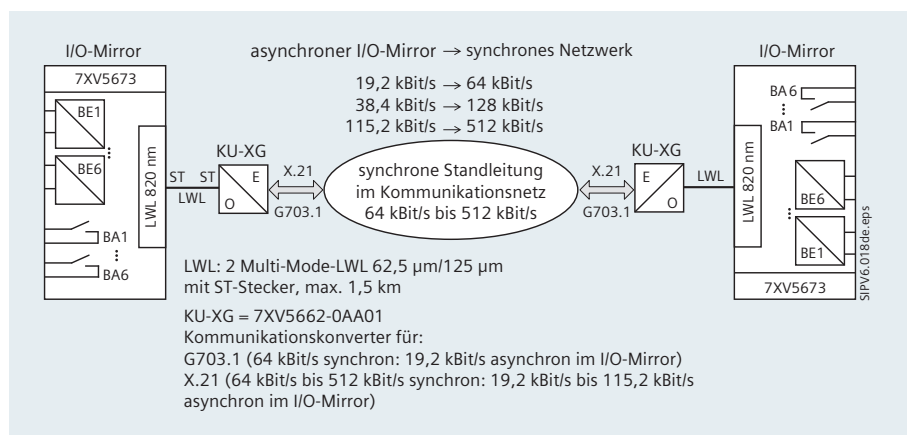 I/O-Mirror
asynchroner I/O-Mirror → synchrones Netzwerk
I/O-Mirror
7XV5673
19,2 kBit/s → 64 kBit/s
38,4 kBit/s → 128 kBit/s
115,2 kBit/s → 512 kBit/s
BE1
BE6
BA1
BA6
LWL 820 nm
ST ST
LWL
KU-XG
E
O
X.21
G703.1
synchrone Standleitung
im Kommunikationsnetz
64 kBit/s bis 512 kBit/s
X.21
G703.1
KU-XG
E
O
LWL
LWL 820 nm
BA6
BA1
BE6
BE1
7XV5673
SIPV6.018de.eps
LWL: 2 Multi-Mode-LWL 62,5 μm/125 μm
mit ST-Stecker, max. 1,5 km
KU-XG = 7XV5662-0AA01
Kommunikationskonverter für:
G703.1 (64 kBit/s synchron: 19,2 kBit/s asynchron im I/O-Mirror)
X.21 (64 kBit/s bis 512 kBit/s synchron: 19,2 kBit/s bis 115,2 kBit/s
asynchron im I/O-Mirror)